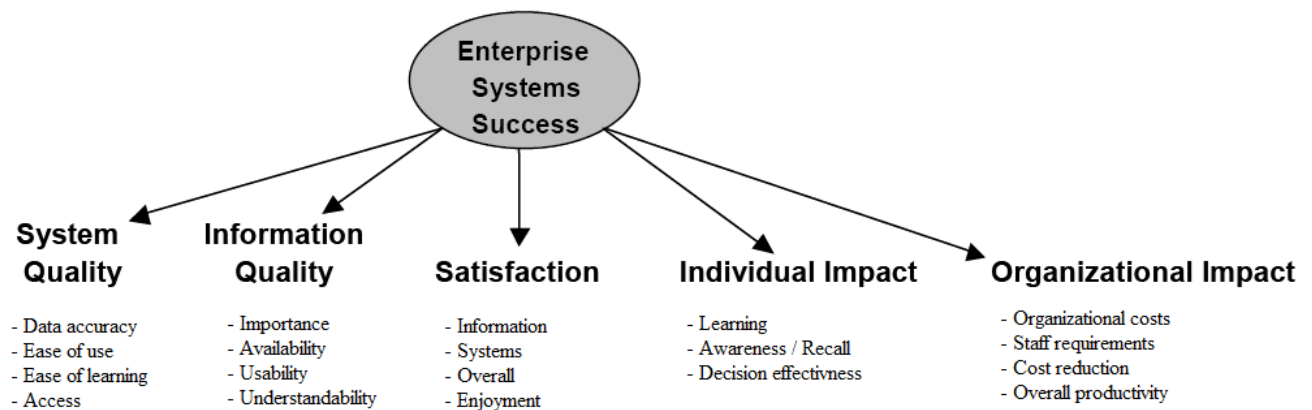 Enterprise
Systems
Success
System
Quality
- Data accuracy
- Ease of use
- Ease of learning
- Access
Information
Quality
- Importance
- Availability
- Usability
- Understandability
Satisfaction
- Information
- Systems
- Overall
- Enjoyment
Individual Impact
- Learning
- Awareness / Recall
- Decision effectivness
Organizational Impact
- Organizational costs
- Staff requirements
- Cost reduction
- Overall productivity